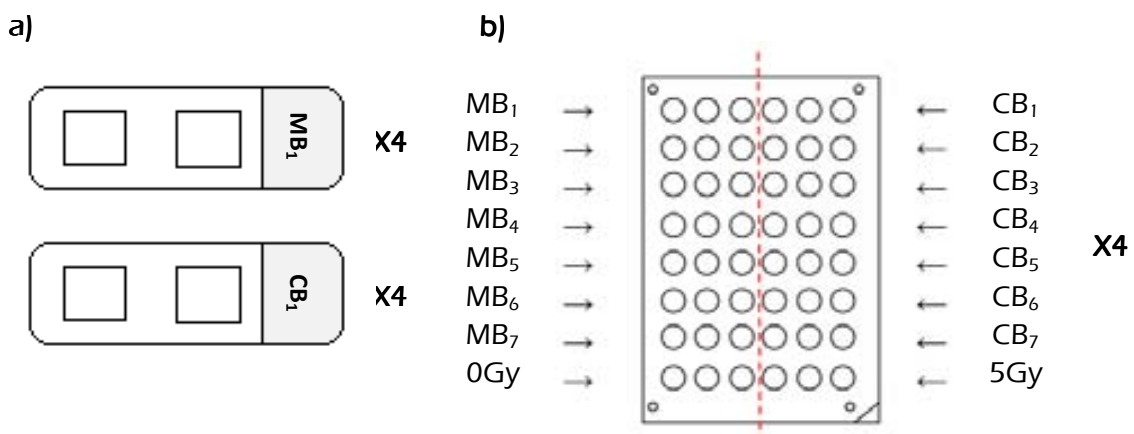 a)
MB₁
X4
CB₁
X4
b)
MB₁ → ← CB₁
MB₂ → ← CB₂
MB₃ → ← CB₃
MB₄ → ← CB₄
MB₅ → ← CB₅
MB₆ → ← CB₆
MB₇ → ← CB₇
0Gy → ← 5Gy
X4